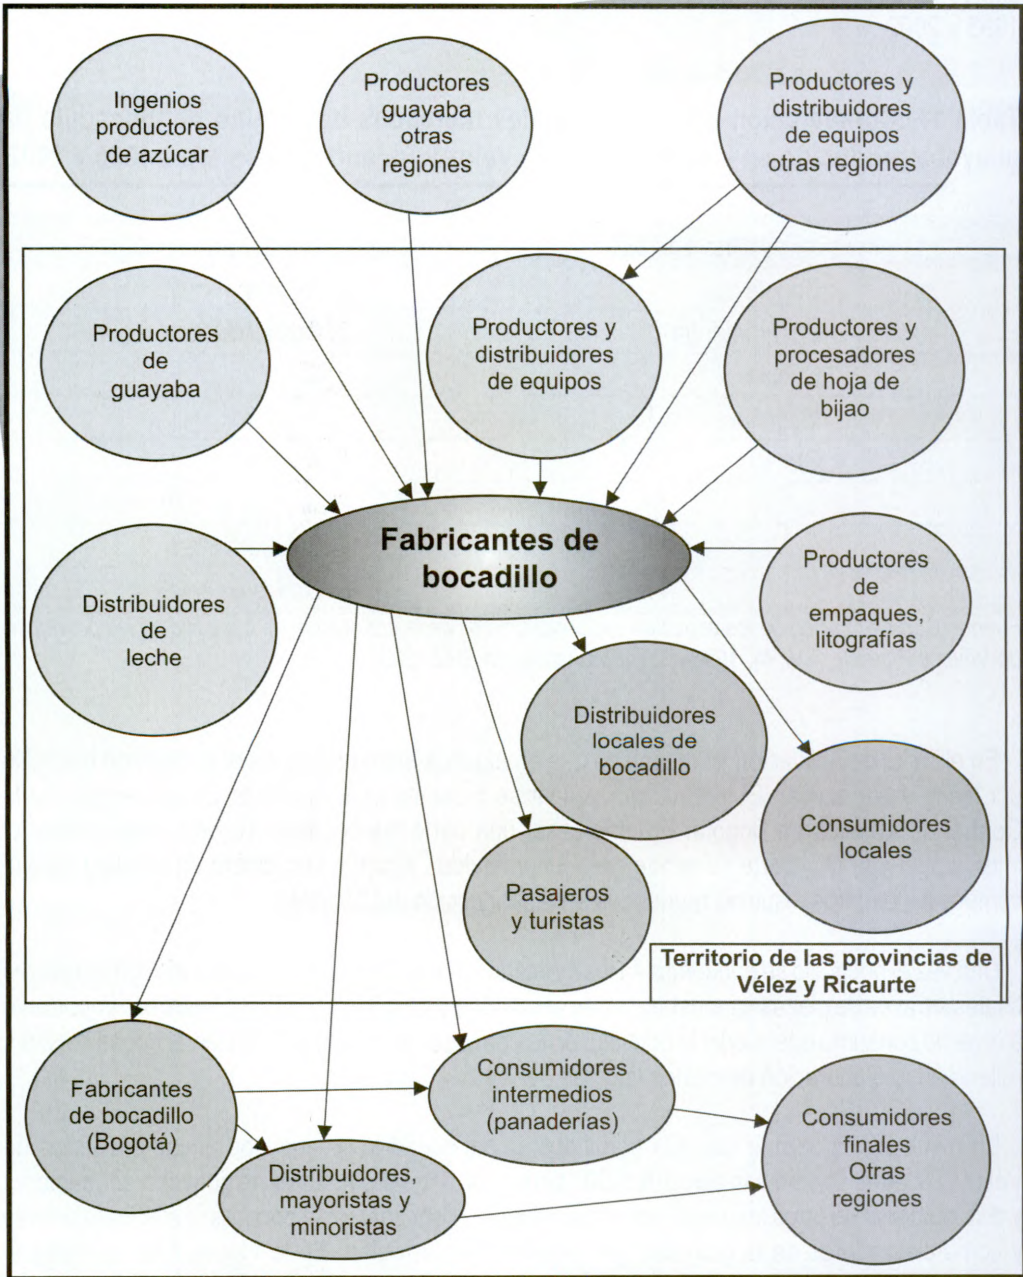 Ingenios
productores
de azúcar
Productores
guayaba
otras
regiones
Productores y
distribuidores
de equipos
otras regiones
Productores
de
guayaba
Productores y
distribuidores
de equipos
Productores y
procesadores
de hoja de
bijao
Fabricantes de
bocadillo
Distribuidores
de
leche
Productores
de
empaques,
litografías
Distribuidores
locales de
bocadillo
Consumidores
locales
Pasajeros
y turistas
Territorio de las provincias de
Vélez y Ricaurte
Fabricantes
de bocadillo
(Bogotá)
Consumidores
intermedios
(panaderías)
Distribuidores,
mayoristas y
minoristas
Consumidores
finales
Otras
regiones